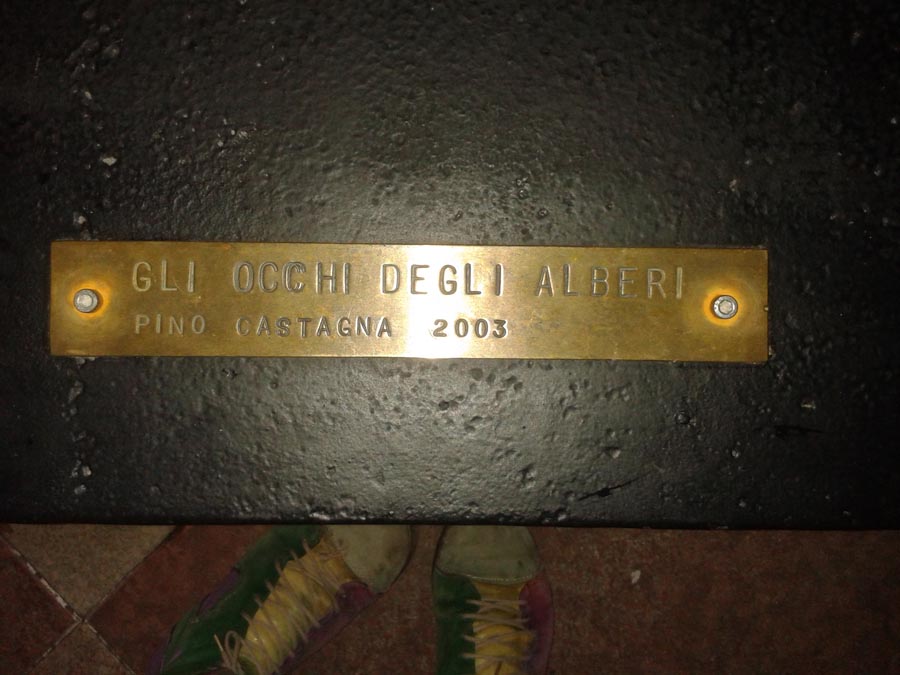 GLI OCCHI DEGLI ALBERI
PINO CASTAGNA 2003